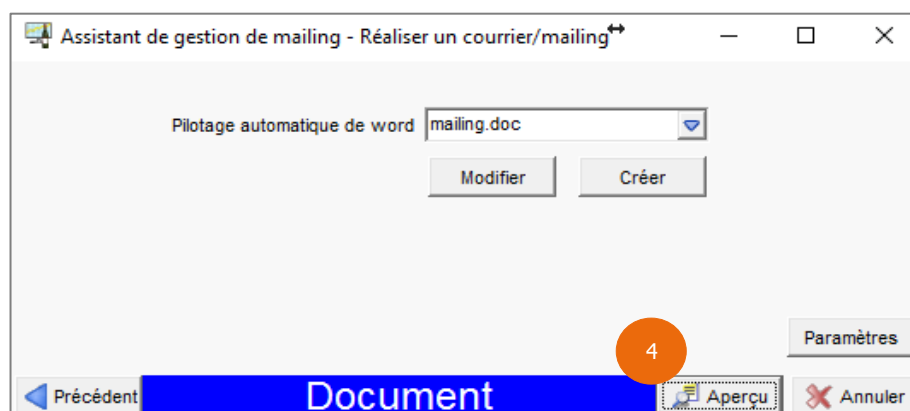 Assistant de gestion de mailing - Réaliser un courrier/mailing
Pilotage automatique de word mailing.doc
Modifier Créer
Paramètres
4
Précédent Document Aperçu Annuler